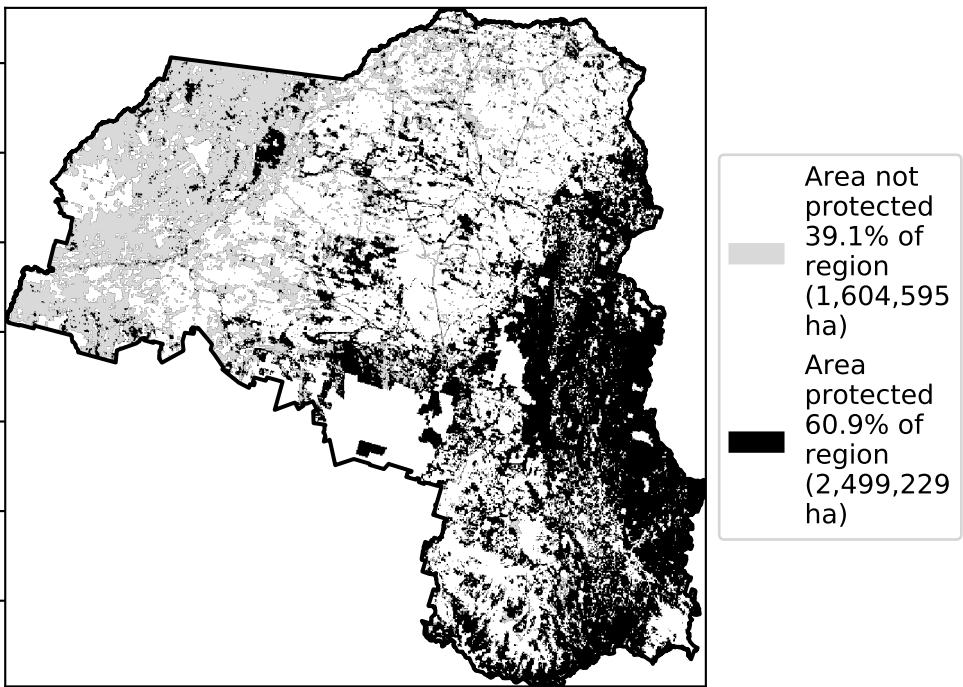 Area not
protected
39.1% of
region
(1,604,595
ha)
Area
protected
60.9% of
region
(2,499,229
ha)